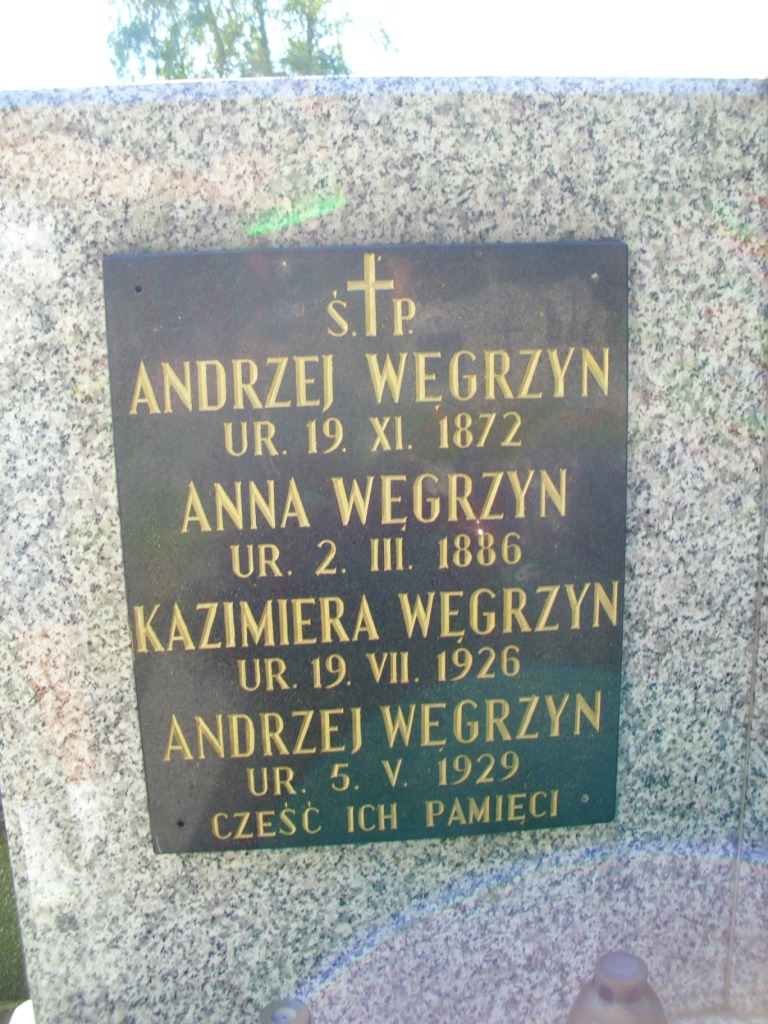 Ś. P.
ANDRZEJ WĘGRZYN
UR. 19. XI. 1872
ANNA WĘGRZYN
UR. 2. III. 1886
KAZIMIERA WĘGRZYN
UR. 19. VII. 1926
ANDRZEJ WĘGRZYN
UR. 5. V. 1929
CZEŚĆ ICH PAMIĘCI